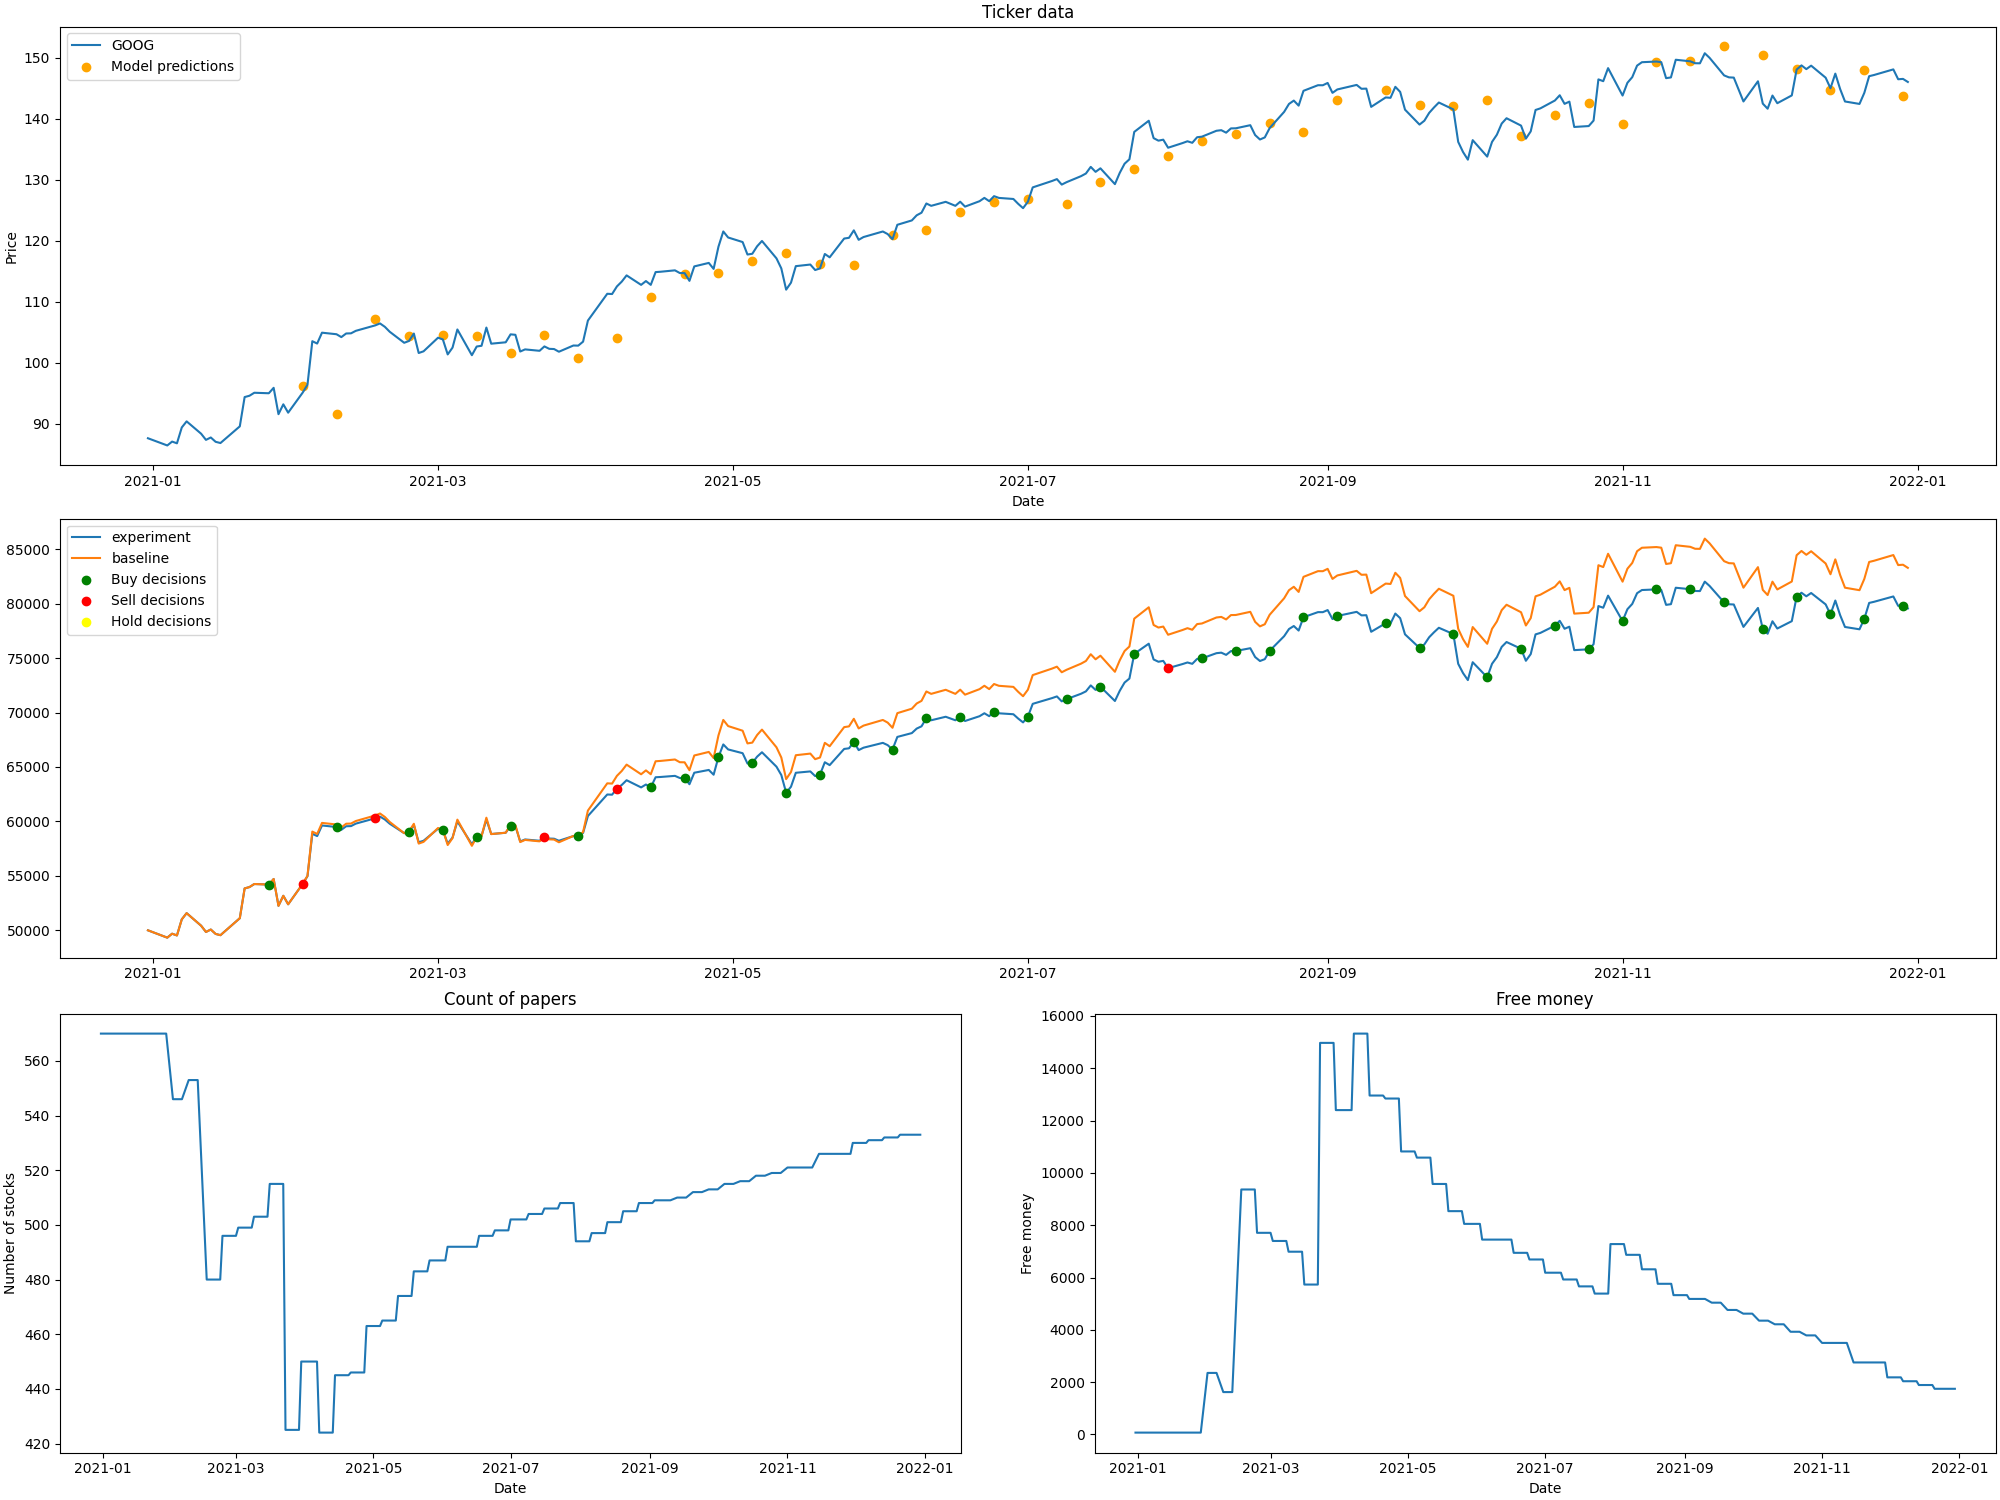 Ticker data
GOOG
Model predictions
150
140
130
120
110
100
90
Price
2021-01 2021-03 2021-05 2021-07 2021-09 2021-11 2022-01
Date
experiment
baseline
Buy decisions
Sell decisions
Hold decisions
85000
80000
75000
70000
65000
60000
55000
50000
2021-01 2021-03 2021-05 2021-07 2021-09 2021-11 2022-01
Count of papers
560
540
520
500
480
460
440
420
Number of stocks
2021-01 2021-03 2021-05 2021-07 2021-09 2021-11 2022-01
Date
Free money
16000
14000
12000
10000
8000
6000
4000
2000
0
Free money
2021-01 2021-03 2021-05 2021-07 2021-09 2021-11 2022-01
Date